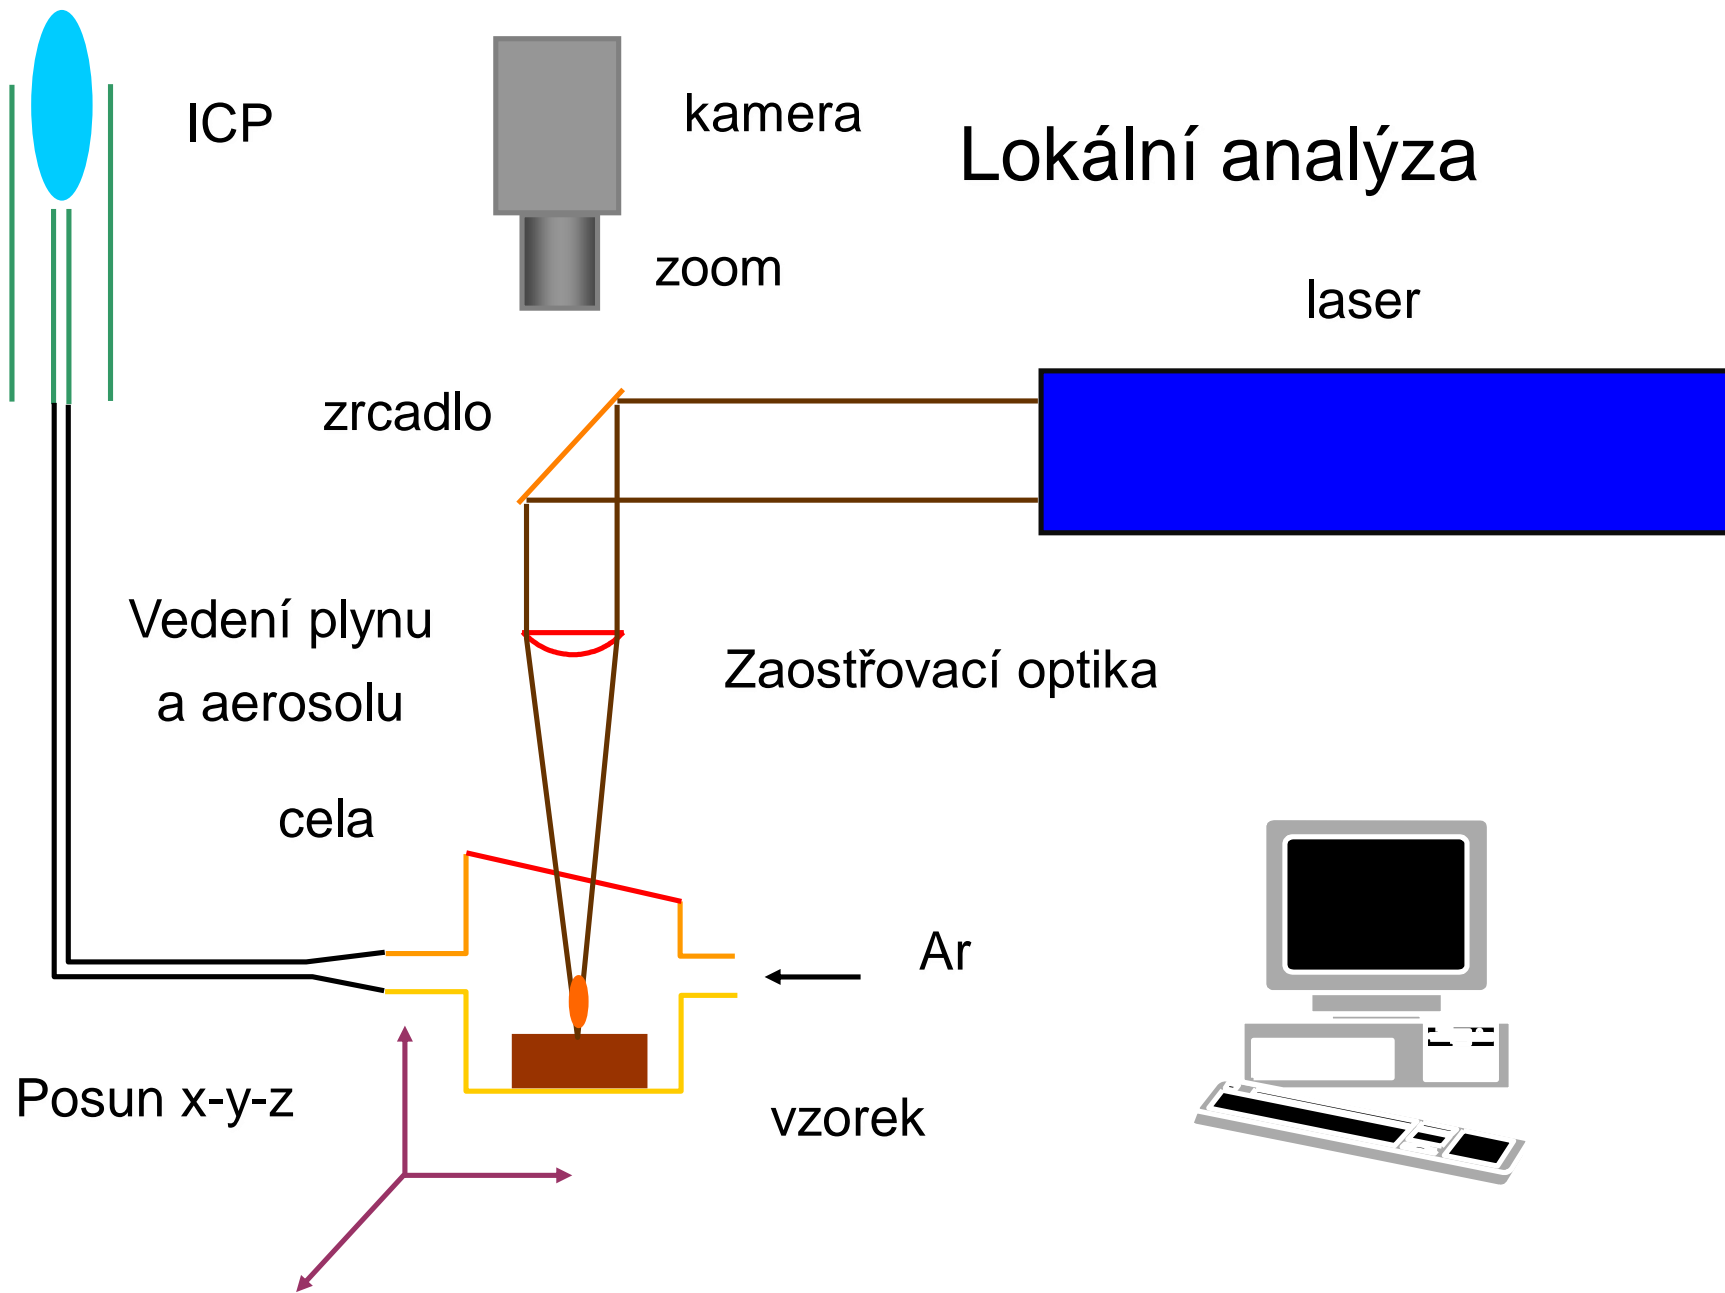 ICP
kamera
Lokální analýza
zoom
laser
zrcadlo
Vedení plynu
a aerosolu
Zaostřovací optika
cela
Ar
Posun x-y-z
vzorek